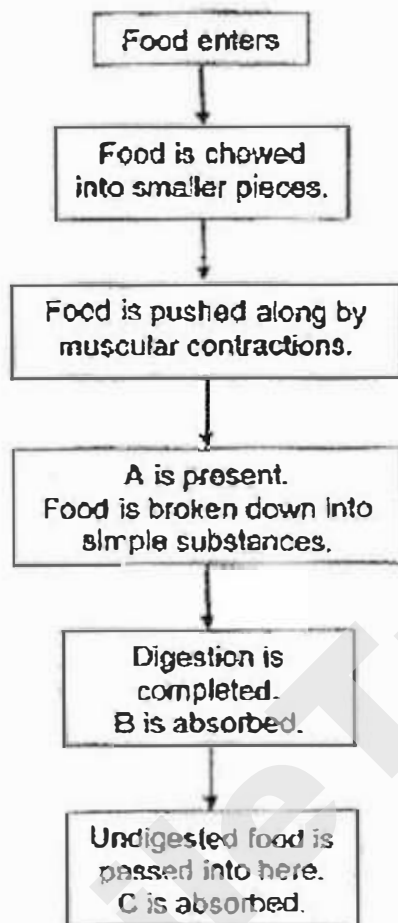 Food enters
Food is chewed
into smaller pieces.
Food is pushed along by
muscular contractions.
A is present.
Food is broken down into
simple substances.
Digestion is
completed.
B is absorbed.
Undigested food is
passed into here.
C is absorbed.